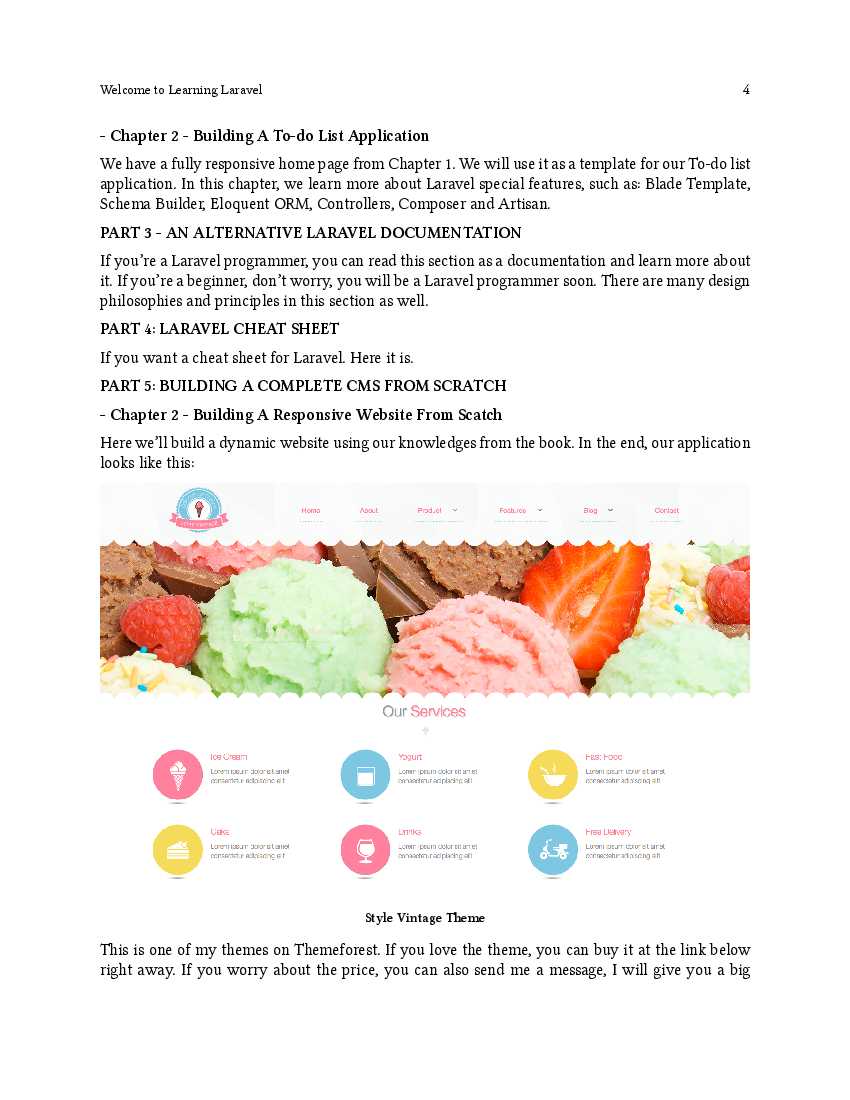 Welcome to Learning Laravel 4
- Chapter 2 - Building A To-do List Application
We have a fully responsive home page from Chapter 1. We will use it as a template for our To-do list
application. In this chapter, we learn more about Laravel special features, such as: Blade Template,
Schema Builder, Eloquent ORM, Controllers, Composer and Artisan.
PART 3 - AN ALTERNATIVE LARAVEL DOCUMENTATION
If you’re a Laravel programmer, you can read this section as a documentation and learn more about
it. If you’re a beginner, don’t worry, you will be a Laravel programmer soon. There are many design
philosophies and principles in this section as well.
PART 4: LARAVEL CHEAT SHEET
If you want a cheat sheet for Laravel. Here it is.
PART 5: BUILDING A COMPLETE CMS FROM SCRATCH
- Chapter 2 - Building A Responsive Website From Scatch
Here we’ll build a dynamic website using our knowledges from the book. In the end, our application
looks like this:
Home About Product Features Blog Contact
Our Services
Ice Cream Yogurt Fast Food
Lorem ipsum dolor sit amet Lorem ipsum dolor sit amet Lorem ipsum dolor sit amet
consectetur adipiscing elit consectetur adipiscing elit consectetur adipiscing elit
Cake Drinks Free Delivery
Lorem ipsum dolor sit amet Lorem ipsum dolor sit amet Lorem ipsum dolor sit amet
consectetur adipiscing elit consectetur adipiscing elit consectetur adipiscing elit
Style Vintage Theme
This is one of my themes on Themeforest. If you love the theme, you can buy it at the link below
right away. If you worry about the price, you can also send me a message, I will give you a big